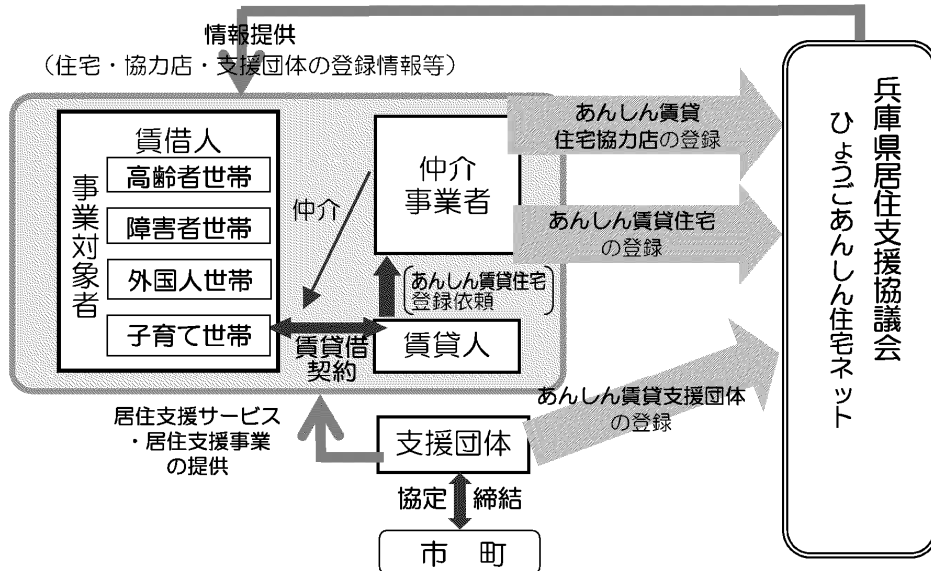 情報提供
（住宅・協力店・支援団体の登録情報等）
事業対象者
賃借人
高齢者世帯
障害者世帯
外国人世帯
子育て世帯
仲介
仲介
事業者
あんしん賃貸住宅
登録依頼
賃貸借
契約
賃貸人
あんしん賃貸
住宅協力店の登録
あんしん賃貸住宅
の登録
あんしん賃貸支援団体
の登録
兵庫県居住支援協議会
ひょうごあんしん住宅ネット
居住支援サービス
・居住支援事業
の提供
支援団体
協定 締結
市 町